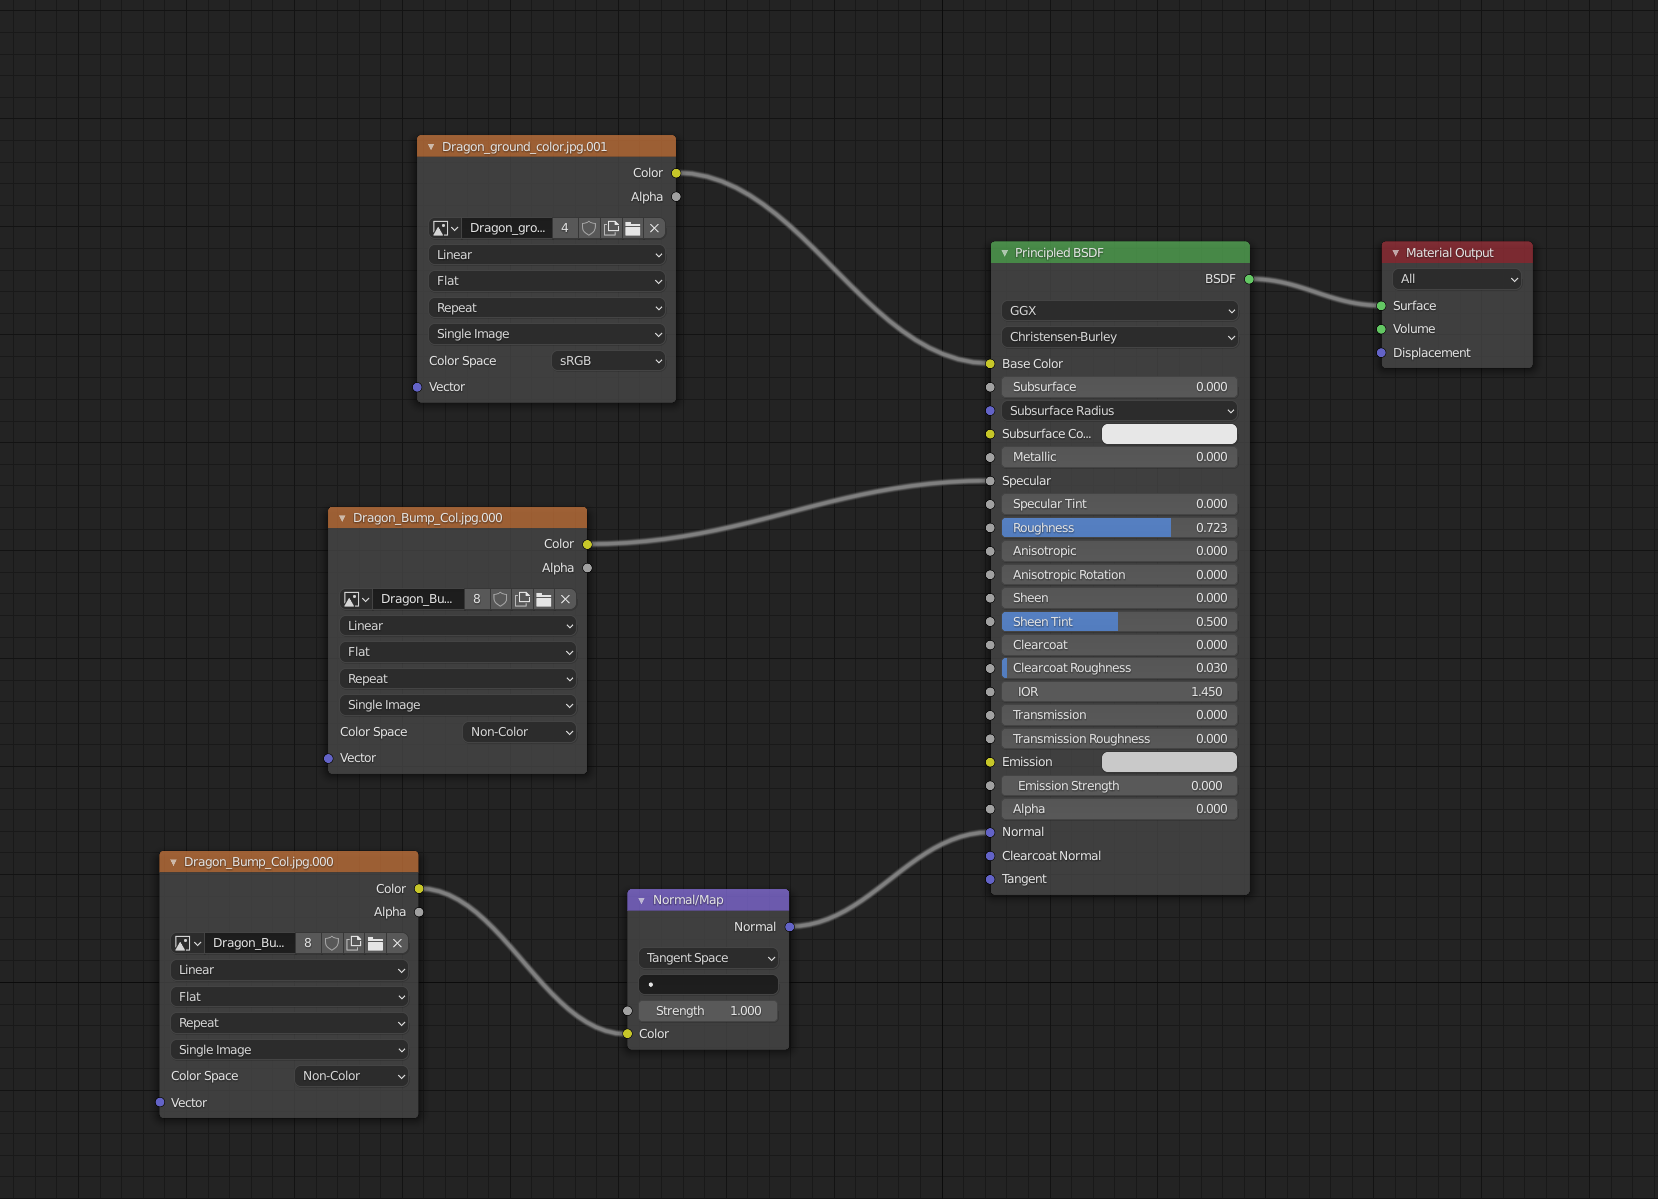 Dragon_ground_color.jpg.001
Color
Alpha
Dragon_gro... 4
Linear
Flat
Repeat
Single Image
Color Space sRGB
Vector
Dragon_Bump_Col.jpg.000
Color
Alpha
Dragon_Bu... 8
Linear
Flat
Repeat
Single Image
Color Space Non-Color
Vector
Dragon_Bump_Col.jpg.000
Color
Alpha
Dragon_Bu... 8
Linear
Flat
Repeat
Single Image
Color Space Non-Color
Vector
Normal/Map
Normal
Tangent Space
Strength 1.000
Color
Principled BSDF
BSDF
GGX
Christensen-Burley
Base Color
Subsurface 0.000
Subsurface Radius
Subsurface Co...
Metallic 0.000
Specular
Specular Tint 0.000
Roughness 0.723
Anisotropic 0.000
Anisotropic Rotation 0.000
Sheen 0.000
Sheen Tint 0.500
Clearcoat 0.000
Clearcoat Roughness 0.030
IOR 1.450
Transmission 0.000
Transmission Roughness 0.000
Emission
Emission Strength 0.000
Alpha 0.000
Normal
Clearcoat Normal
Tangent
Material Output
All
Surface
Volume
Displacement